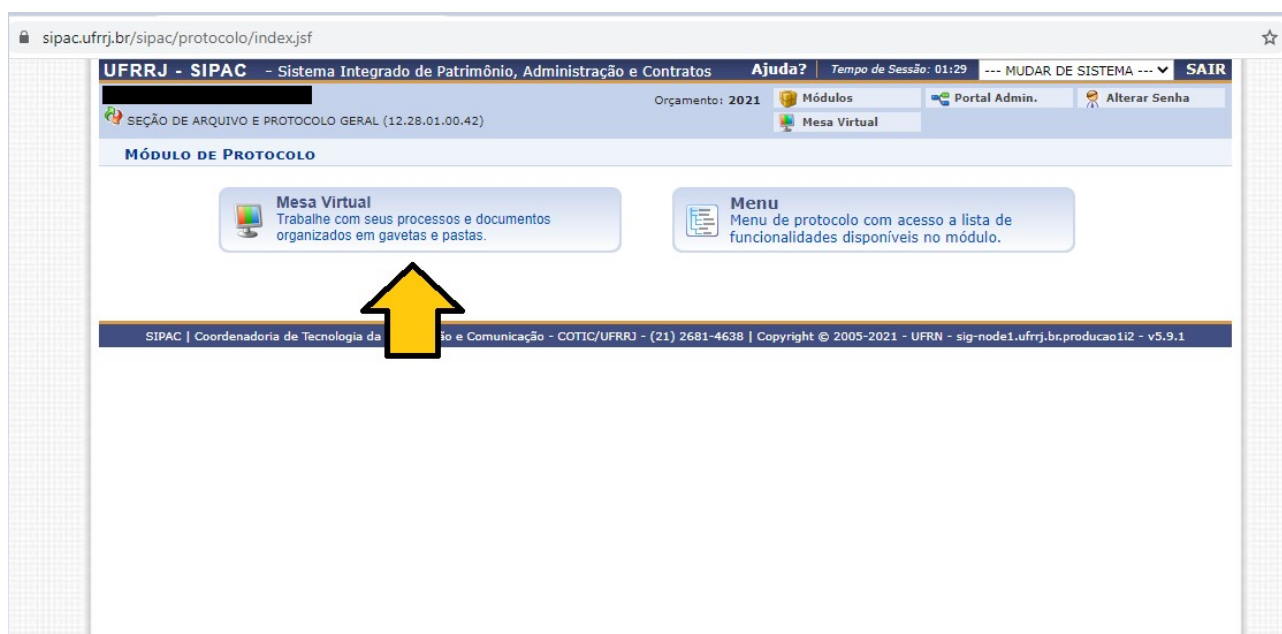 sipac.ufrrj.br/sipac/protocolo/index.jsf
UFRRJ - SIPAC - Sistema Integrado de Patrimônio, Administração e Contratos Ajuda? Tempo de Sessão: 01:29 --- MUDAR DE SISTEMA --- SAIR
Orçamento: 2021 Módulos Portal Admin. Alterar Senha
SEÇÃO DE ARQUIVO E PROTOCOLO GERAL (12.28.01.00.42) Mesa Virtual
MÓDULO DE PROTOCOLO
Mesa Virtual
Trabalhe com seus processos e documentos
organizados em gavetas e pastas.
Menu
Menu de protocolo com acesso a lista de
funcionalidades disponíveis no módulo.
SIPAC | Coordenadoria de Tecnologia da e Comunicação - COTIC/UFRRJ - (21) 2681-4638 | Copyright © 2005-2021 - UFRN - sig-node1.ufrrj.br.producao1i2 - v5.9.1